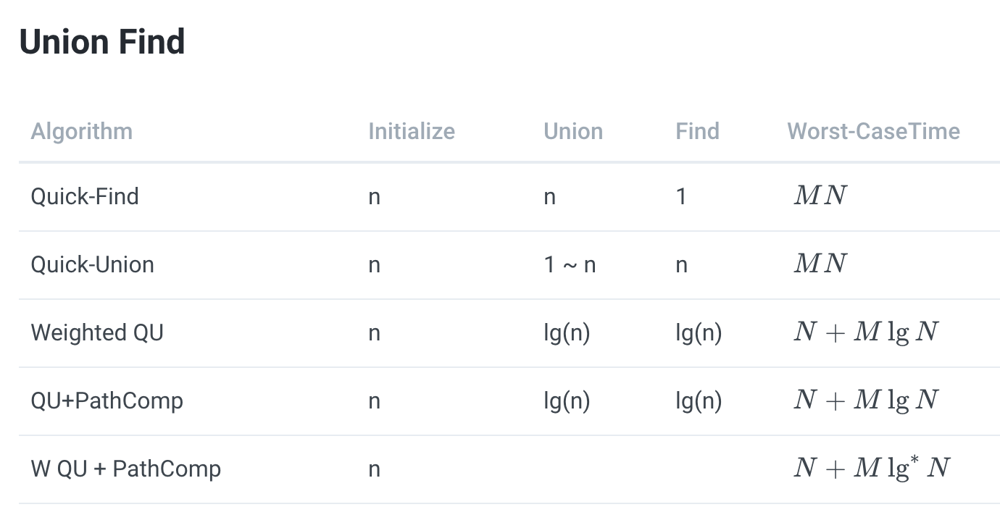 Union Find
Algorithm Initialize Union Find Worst-CaseTime
Quick-Find n n 1 MN
Quick-Union n 1 ~ n n MN
Weighted QU n lg(n) lg(n) N + M lg N
QU+PathComp n lg(n) lg(n) N + M lg N
W QU + PathComp n N + M lg* N